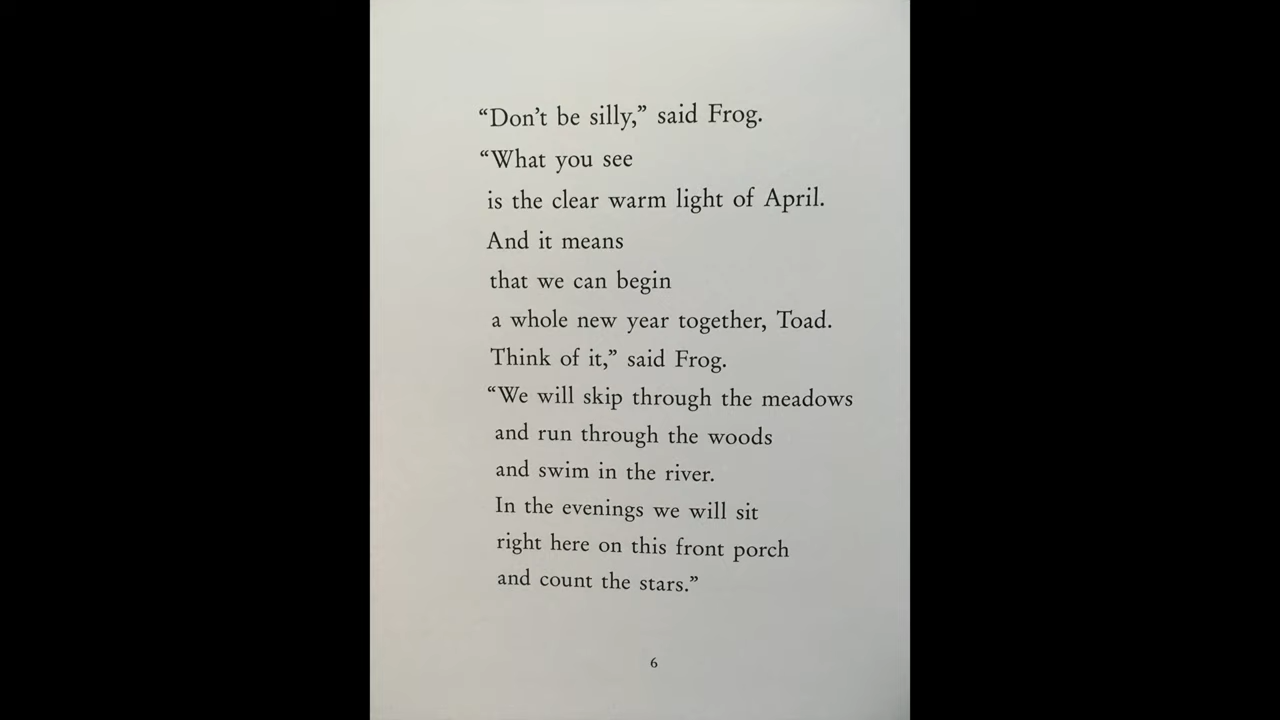 “Don’t be silly,” said Frog.
“What you see
is the clear warm light of April.
And it means
that we can begin
a whole new year together, Toad.
Think of it,” said Frog.
“We will skip through the meadows
and run through the woods
and swim in the river.
In the evenings we will sit
right here on this front porch
and count the stars.”
6